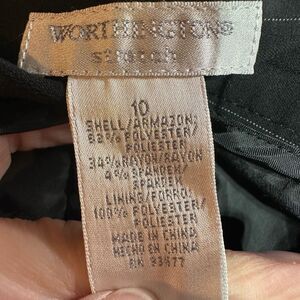 WORTHINGTON®
stretch
10
SHELL/ARMAZON:
62% POLYESTER/
POLIESTER
34% RAYON/RAYON
4% SPANDEX/
SPANDEX
LINING/FORRO:
100% POLYESTER/
POLIESTER
MADE IN CHINA
HECHO EN CHINA
RN 93677